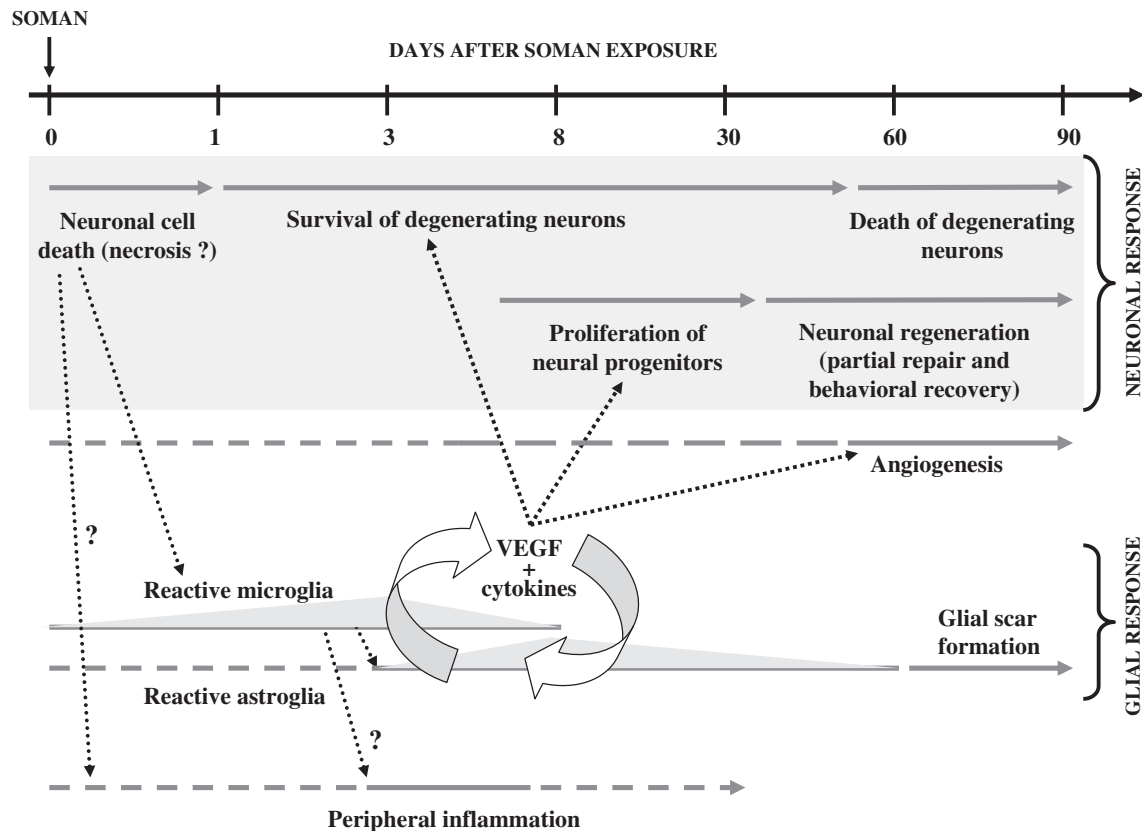 SOMAN
DAYS AFTER SOMAN EXPOSURE
0 1 3 8 30 60 90
Neuronal cell
death (necrosis ?)
Survival of degenerating neurons
Death of degenerating
neurons
Proliferation of
neural progenitors
Neuronal regeneration
(partial repair and
behavioral recovery)
NEURONAL RESPONSE
Angiogenesis
?
VEGF
+
cytokines
Reactive microglia
Glial scar
formation
Reactive astroglia
GLIAL RESPONSE
?
Peripheral inflammation